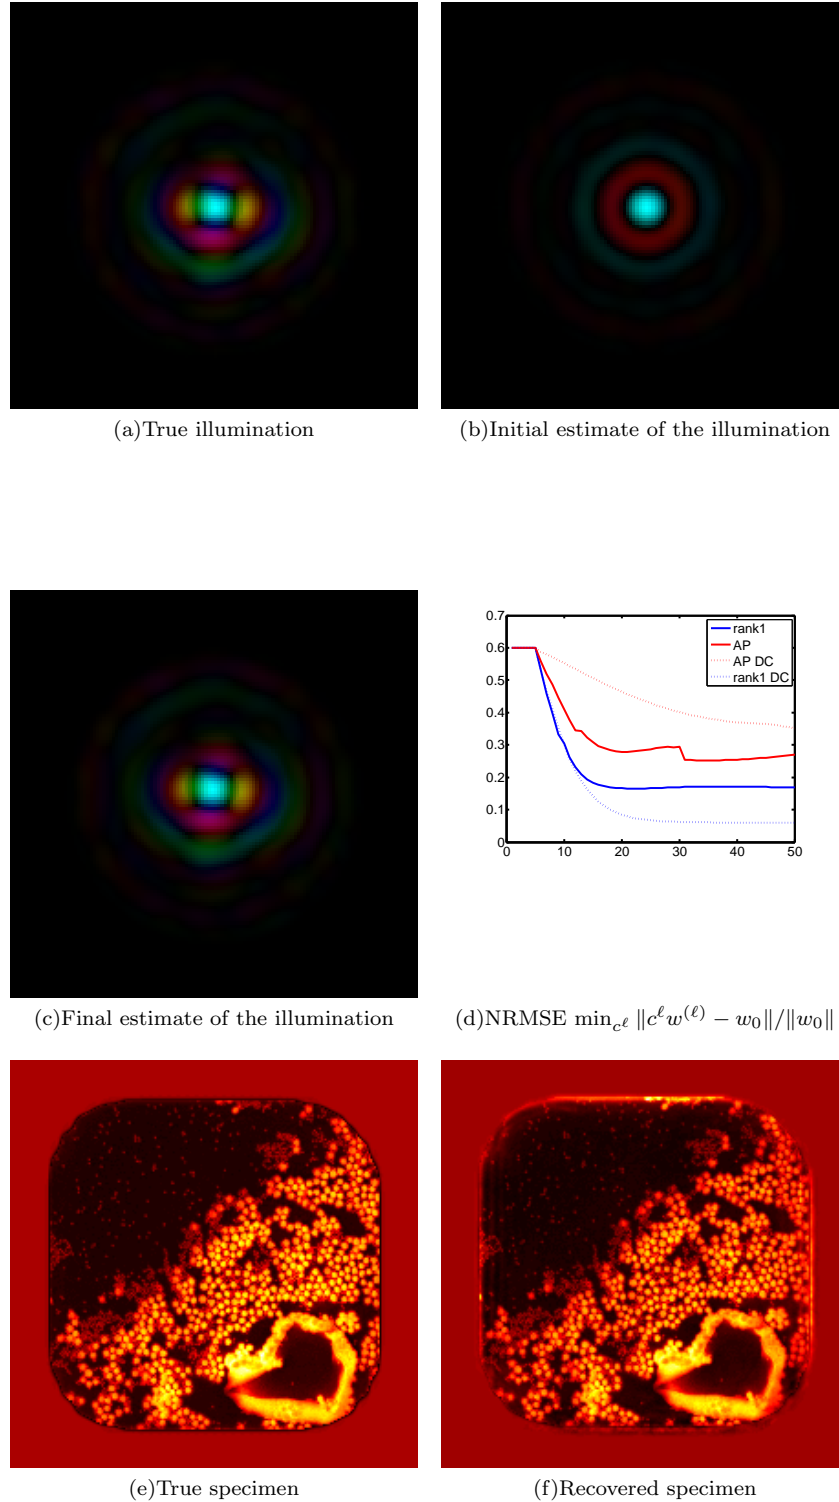 (a)True illumination
(b)Initial estimate of the illumination
0.7
0.6
0.5
0.4
0.3
0.2
0.1
0
0 10 20 30 40 50
rank1
AP
AP DC
rank1 DC
(c)Final estimate of the illumination
(d)NRMSE min_{c^ℓ} ‖c^ℓ w^{(ℓ)} − w_0‖/‖w_0‖
(e)True specimen
(f)Recovered specimen